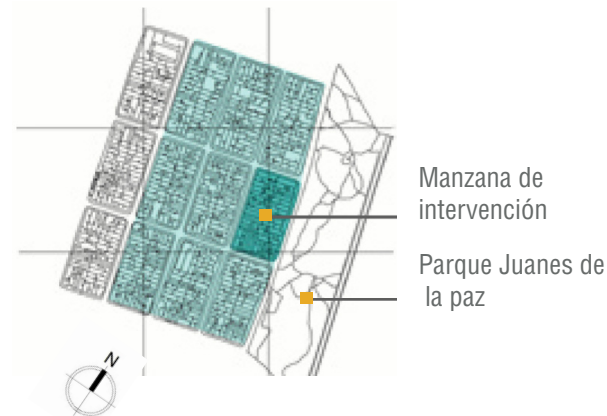 Manzana de
intervención
Parque Juanes de
la paz
N